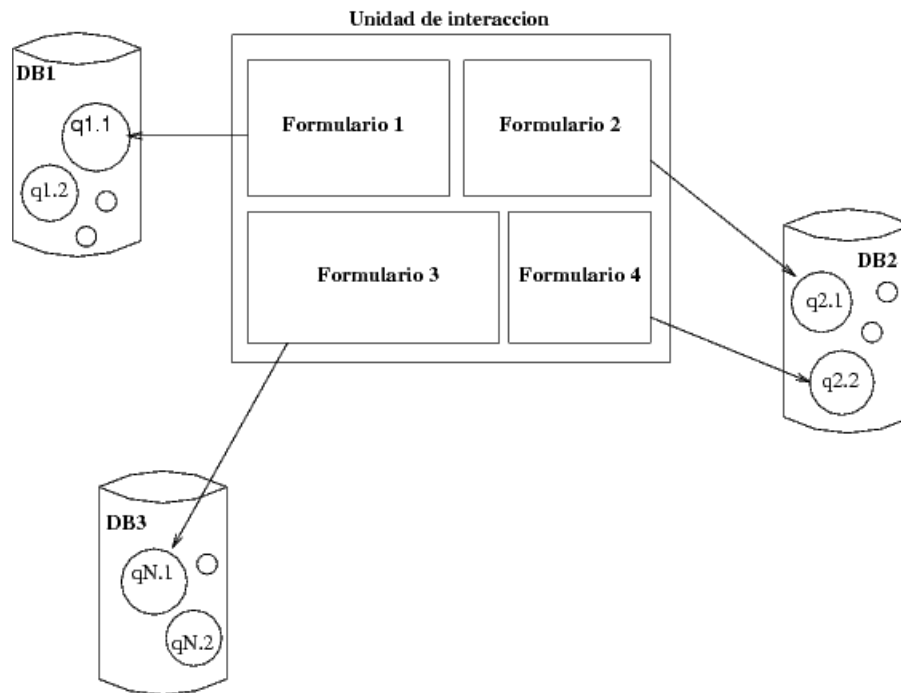 Unidad de interaccion
DB1
q1.1
q1.2
Formulario 1
Formulario 2
Formulario 3
Formulario 4
DB2
q2.1
q2.2
DB3
qN.1
qN.2